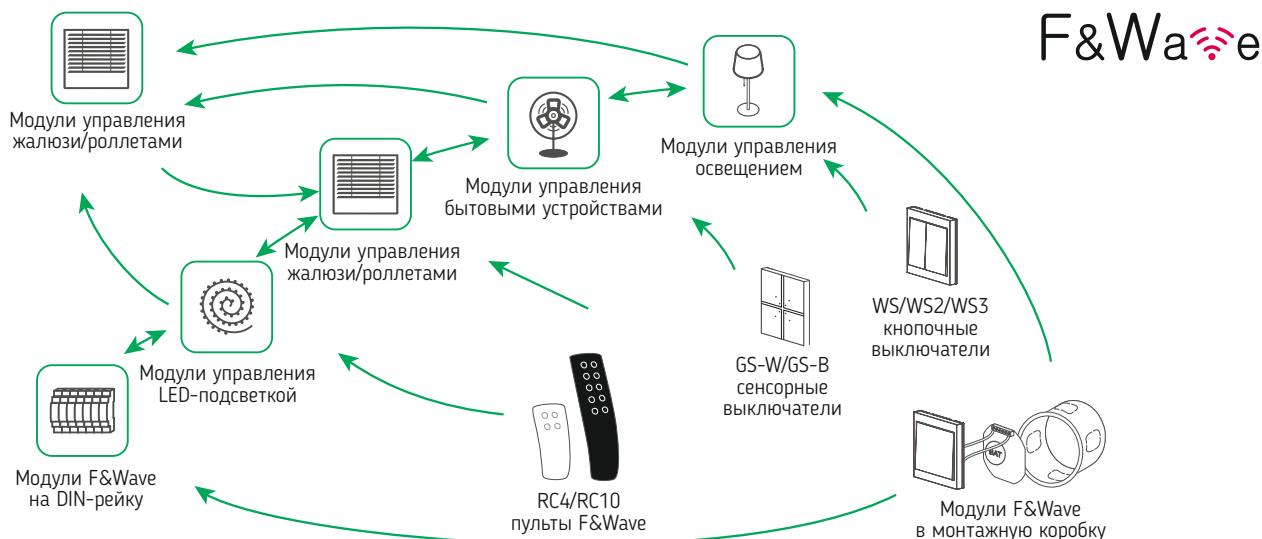 F&Wave
Модули управления
жалюзи/роллетами
Модули управления
освещением
Модули управления
бытовыми устройствами
Модули управления
жалюзи/роллетами
WS/WS2/WS3
кнопочные
выключатели
GS-W/GS-B
сенсорные
выключатели
Модули управления
LED-подсветкой
Модули F&Wave
на DIN-рейку
RC4/RC10
пульты F&Wave
BAT
Модули F&Wave
в монтажную коробку